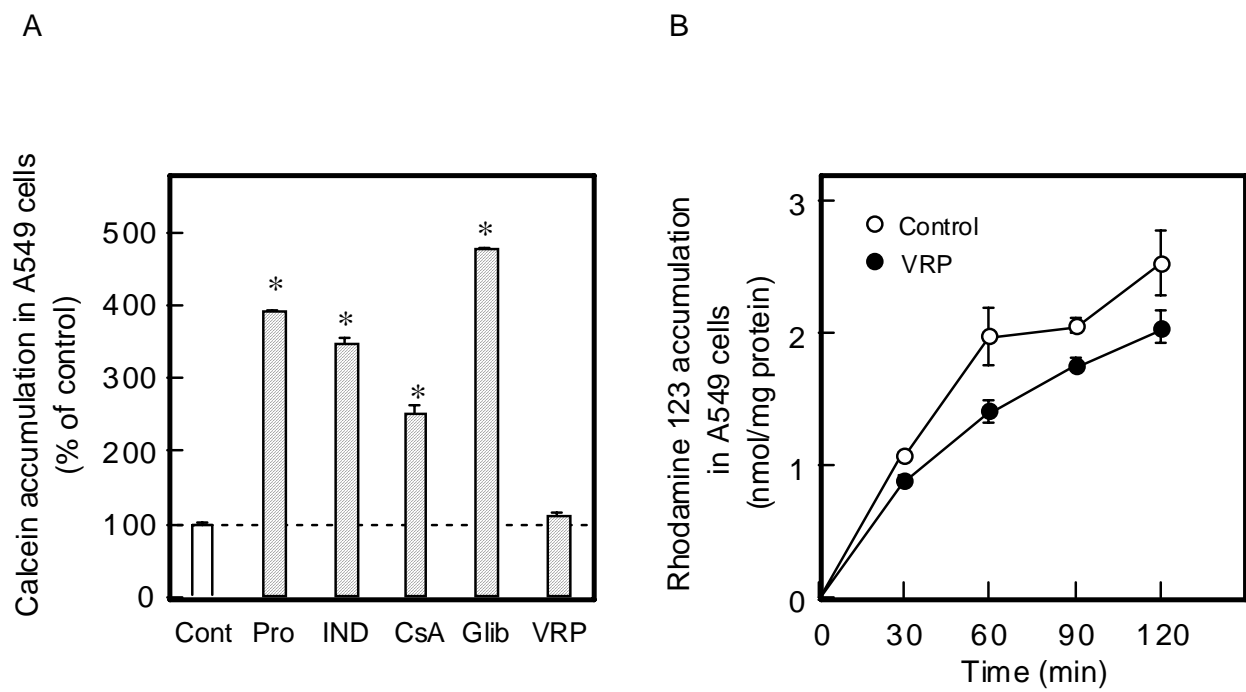 A
B
Calcein accumulation in A549 cells
(% of control)
500
400
300
200
100
0
*
*
*
*
Cont Pro IND CsA Glib VRP
Rhodamine 123 accumulation
in A549 cells
(nmol/mg protein)
3
2
1
0
Control
VRP
0 30 60 90 120
Time (min)